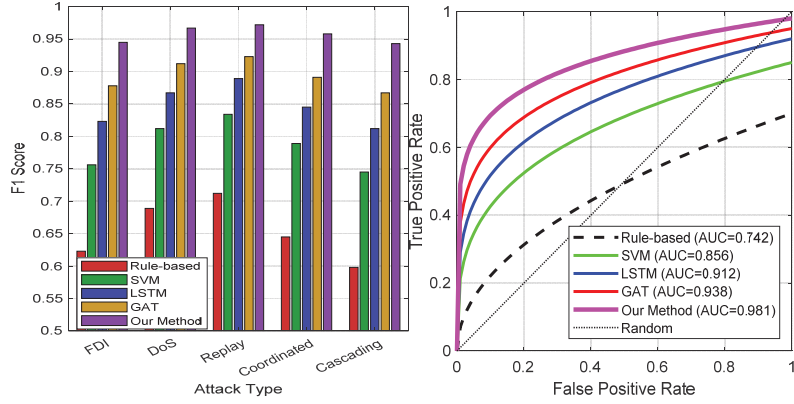 F1 Score
0.95
0.9
0.85
0.8
0.75
0.7
0.65
0.6
0.55
0.5
Rule-based
SVM
LSTM
GAT
Our Method
FDI
DoS
Replay
Coordinated
Cascading
Attack Type
True Positive Rate
1
0.8
0.6
0.4
0.2
0
Rule-based (AUC=0.742)
SVM (AUC=0.856)
LSTM (AUC=0.912)
GAT (AUC=0.938)
Our Method (AUC=0.981)
Random
0 0.2 0.4 0.6 0.8 1
False Positive Rate